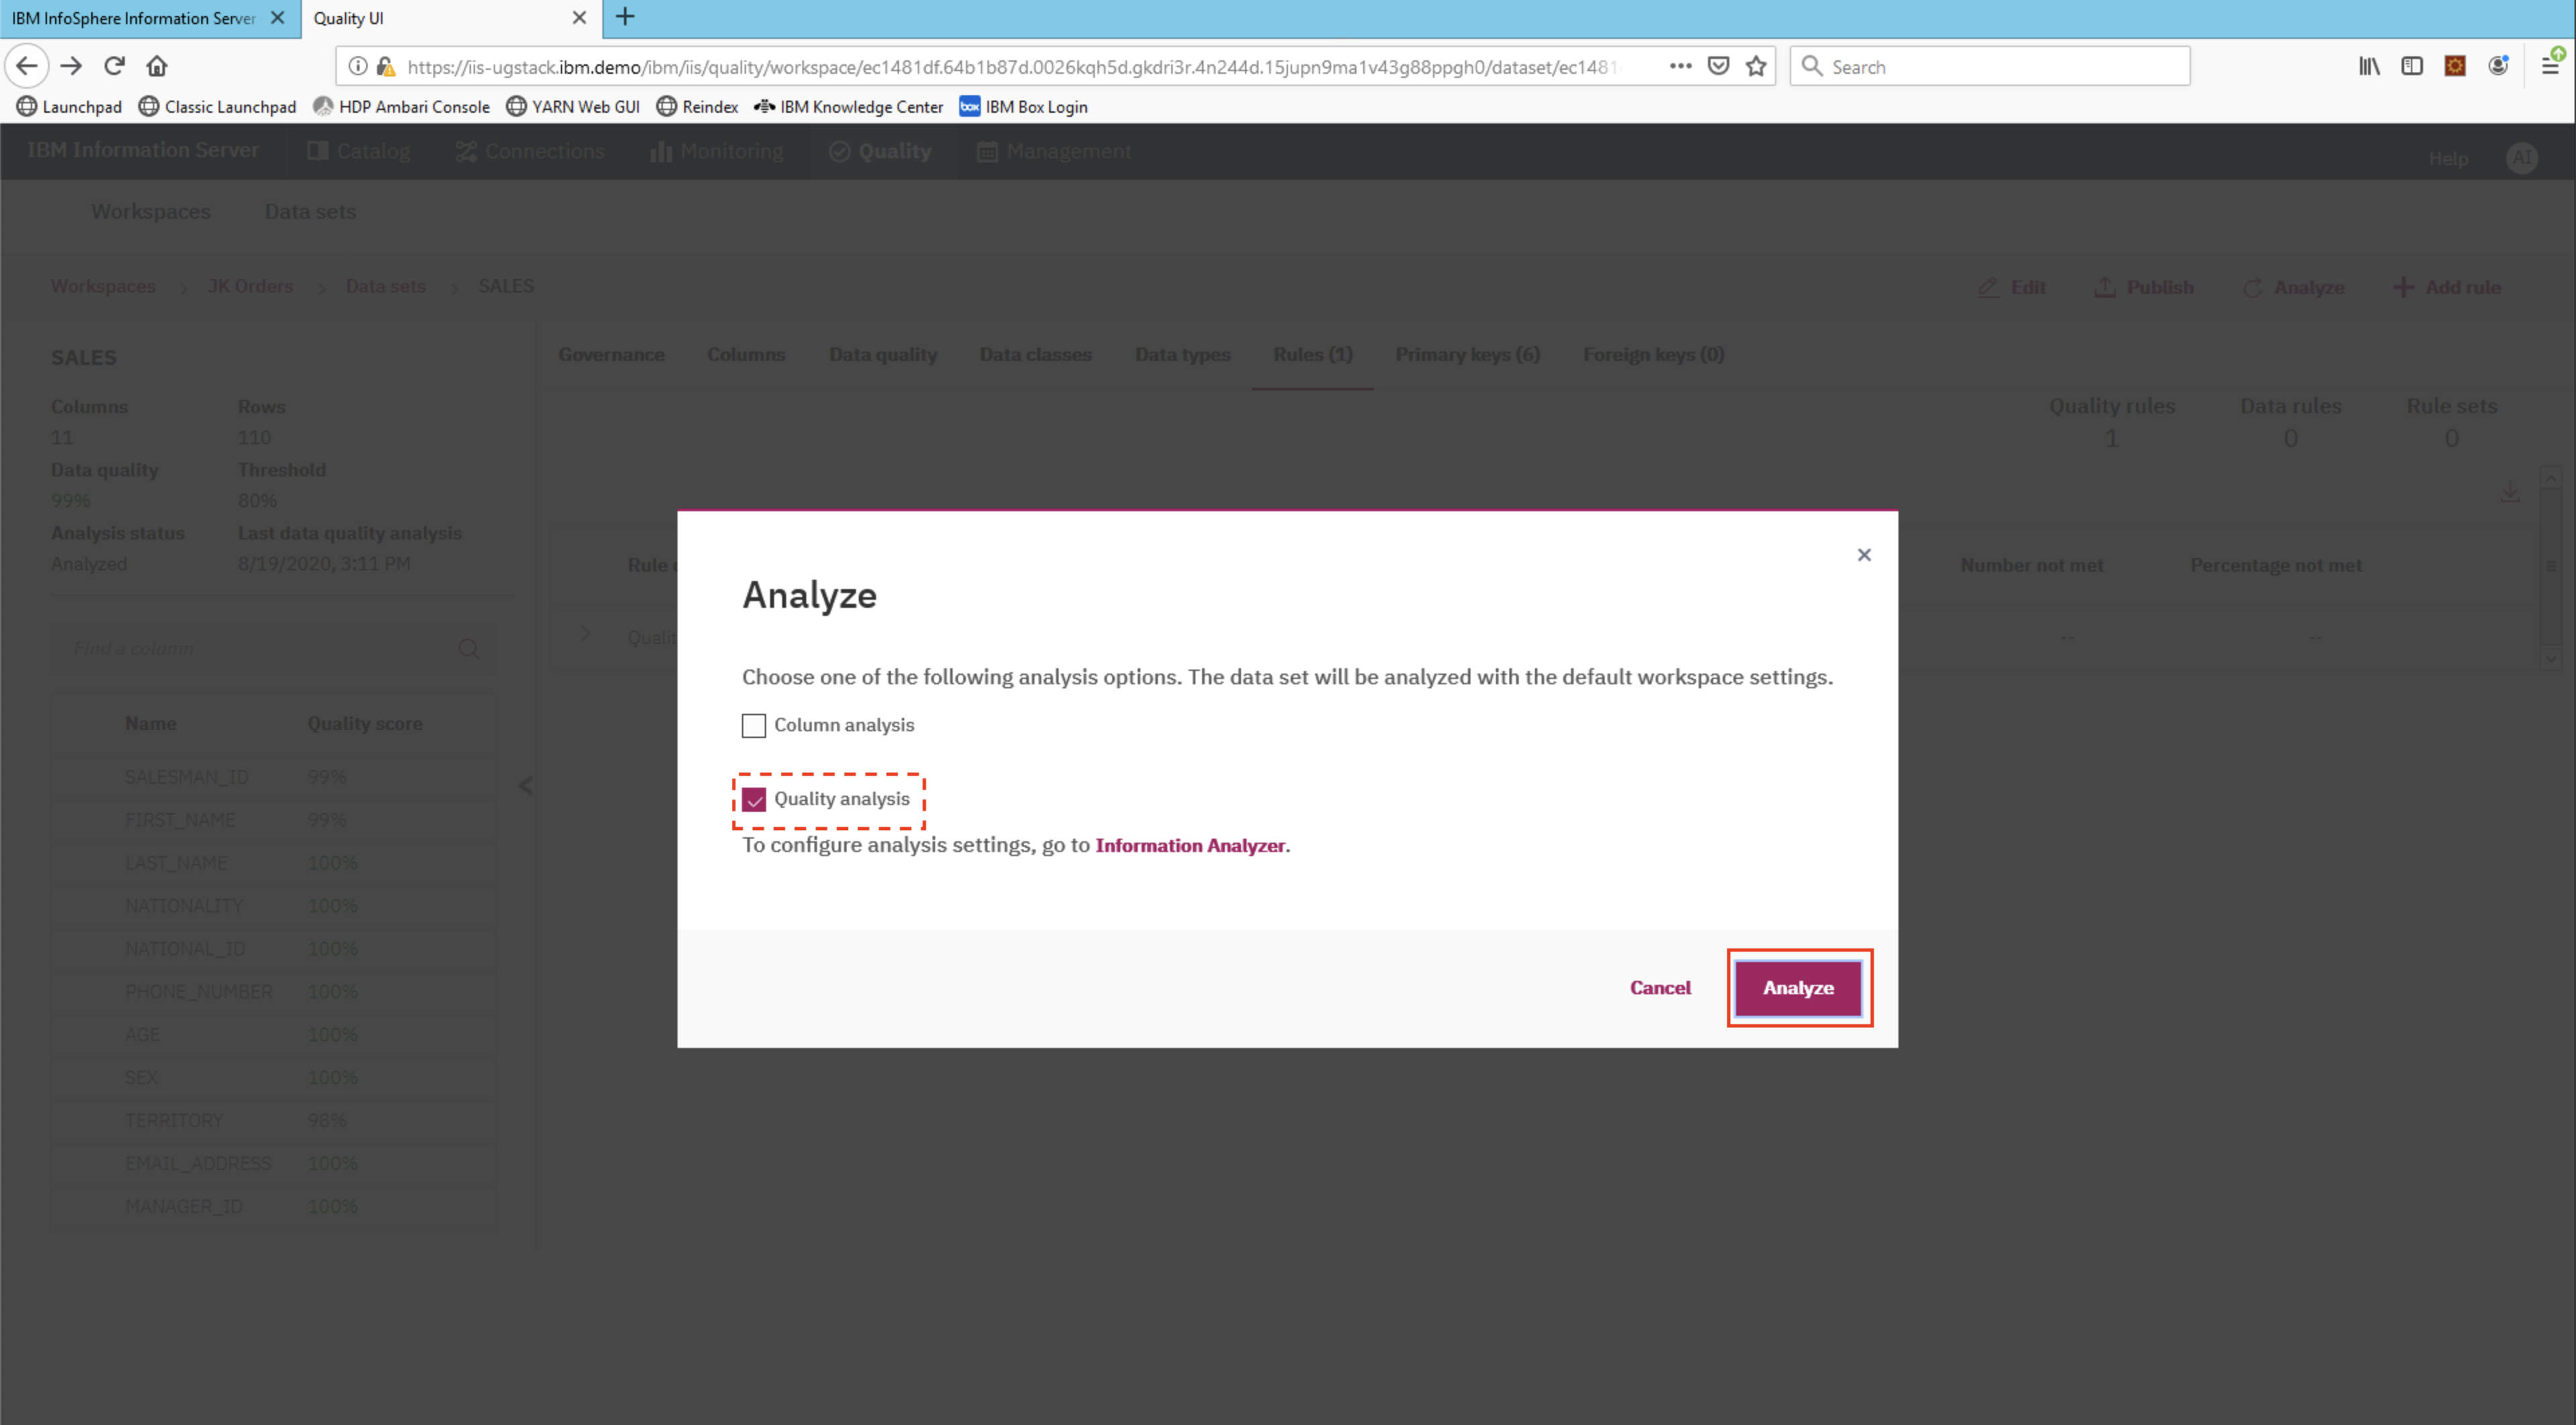 IBM InfoSphere Information Server
Quality UI
https://iis-ugstack.ibm.demo/ibm/iis/quality/workspace/ec1481df.64b1b87d.0026kqh5d.gkdri3r.4n244d.15jupn9ma1v43g88ppgh0/dataset/ec1481
Search
Launchpad
Classic Launchpad
HDP Ambari Console
YARN Web GUI
Reindex
IBM Knowledge Center
box
IBM Box Login
IBM Information Server
Catalog
Connections
Monitoring
Quality
Management
Help
AI
Workspaces
Data sets
Workspaces > JK Orders > Data sets > SALES
Edit
Publish
Analyze
Add rule
SALES
Governance
Columns
Data quality
Data classes
Data types
Rules (1)
Primary keys (6)
Foreign keys (0)
Columns Rows
11 110
Data quality Threshold
99% 80%
Analysis status Last data quality analysis
Analyzed 8/19/2020, 3:11 PM
Quality rules Data rules Rule sets
1 0 0
Find a column
Rule
Number not met Percentage not met
Qualit
-- --
Name Quality score
SALESMAN_ID 99%
FIRST_NAME 99%
LAST_NAME 100%
NATIONALITY 100%
NATIONAL_ID 100%
PHONE_NUMBER 100%
AGE 100%
SEX 100%
TERRITORY 98%
EMAIL_ADDRESS 100%
MANAGER_ID 100%
Analyze
Choose one of the following analysis options. The data set will be analyzed with the default workspace settings.
Column analysis
Quality analysis
To configure analysis settings, go to Information Analyzer.
Cancel
Analyze